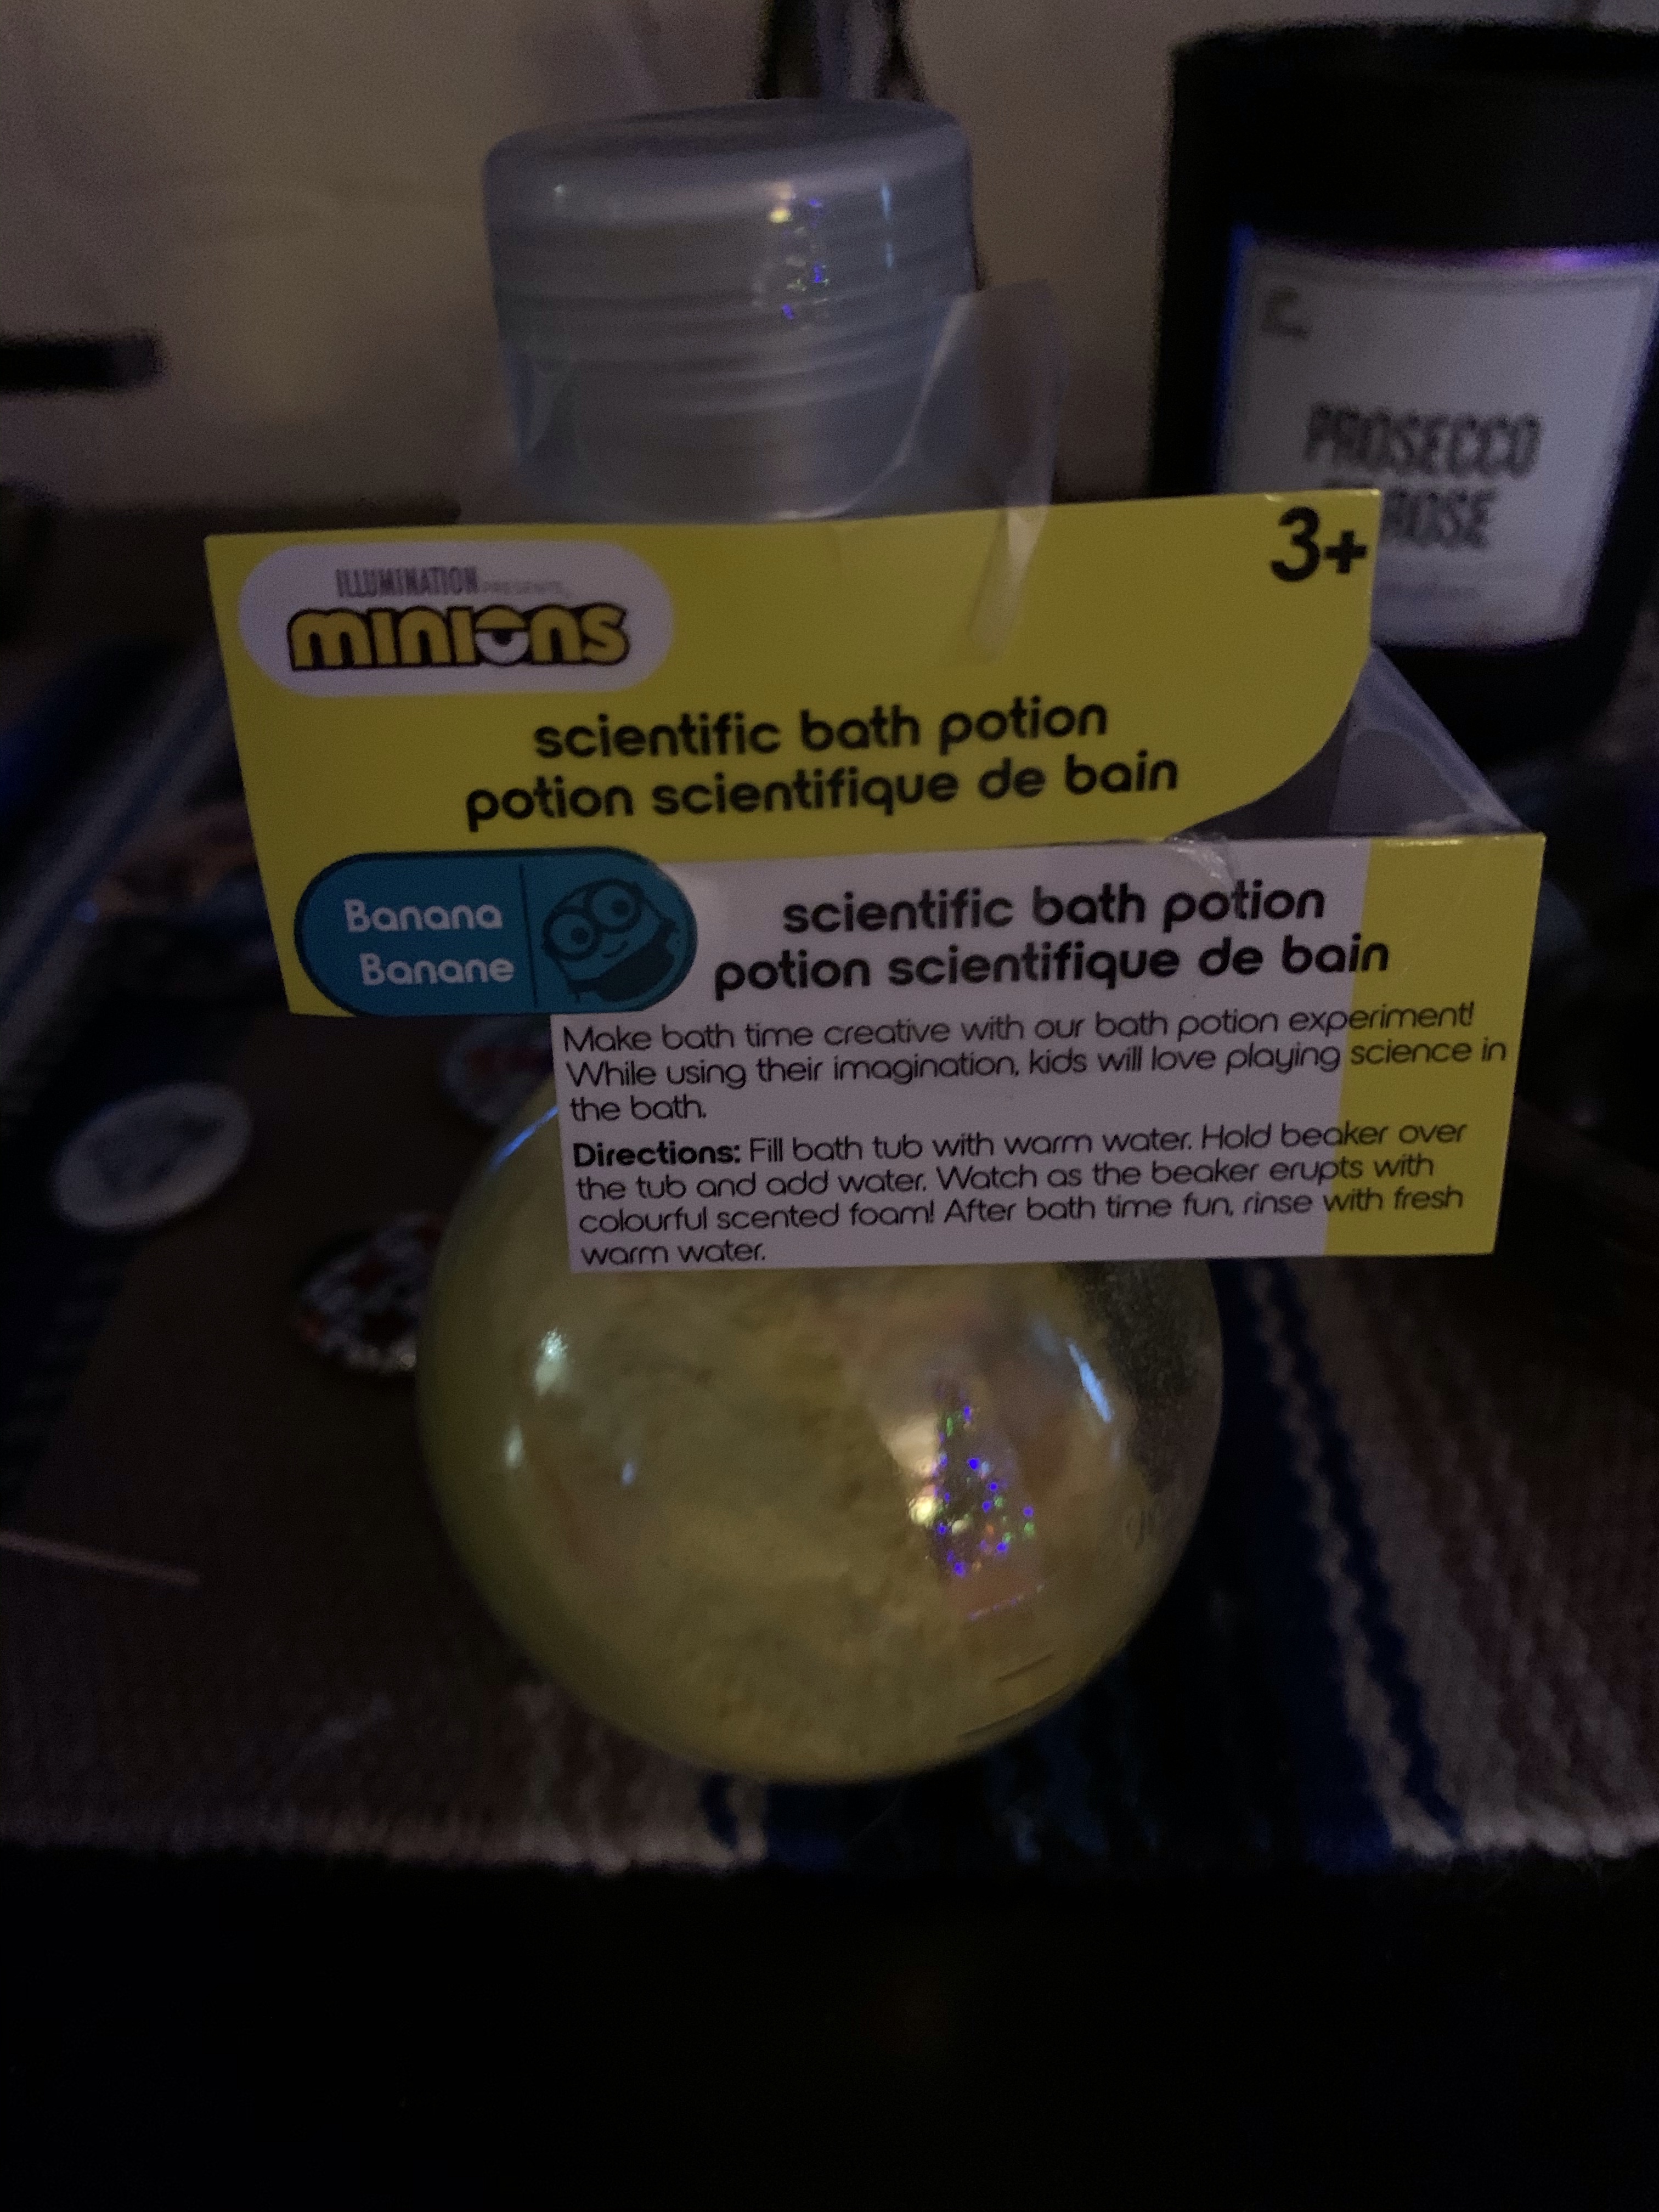 PROSECCO
ROSE
3+
ILLUMINATION PRESENTS
minions
scientific bath potion
potion scientifique de bain
Banana
Banane
scientific bath potion
potion scientifique de bain
Make bath time creative with our bath potion experiment!
While using their imagination, kids will love playing science in
the bath.
Directions: Fill bath tub with warm water. Hold beaker over
the tub and add water. Watch as the beaker erupts with
colourful scented foam! After bath time fun, rinse with fresh
warm water.